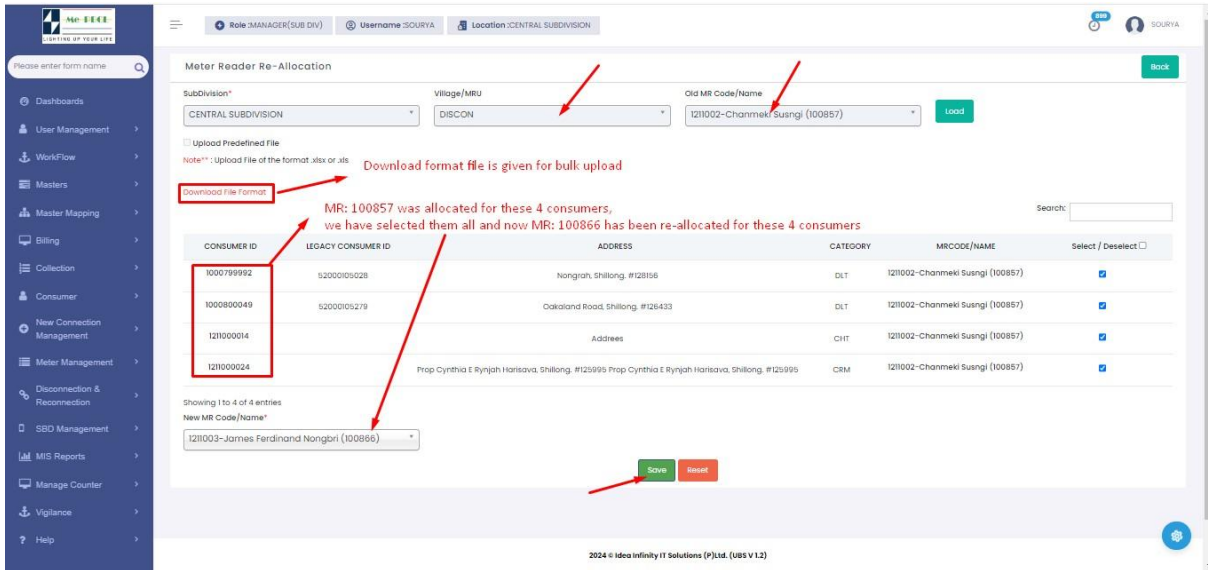 Me-PDCL
LIGHTING UP YOUR LIFE
Role :MANAGER(SUB DIV)
Username :SOURYA
Location :CENTRAL SUBDIVISION
899
SOURYA
Please enter form name
Dashboards
User Management
WorkFlow
Masters
Master Mapping
Billing
Collection
Consumer
New Connection
Management
Meter Management
Disconnection &
Reconnection
SBD Management
MIS Reports
Manage Counter
Vigilance
Help
Meter Reader Re-Allocation
Back
SubDivision*
Village/MRU
Old MR Code/Name
CENTRAL SUBDIVISION
DISCON
1211002-Chanmeki Susngi (100857)
Load
Upload Predefined File
Note** : Upload File of the format .xlsx or .xls
Download format file is given for bulk upload
Download File Format
MR: 100857 was allocated for these 4 consumers,
we have selected them all and now MR: 100866 has been re-allocated for these 4 consumers
Search:
CONSUMER ID LEGACY CONSUMER ID ADDRESS CATEGORY MRCODE/NAME Select / Deselect
1000799992 52000105028 Nongrah, Shillong. #128156 DLT 1211002-Chanmeki Susngi (100857)
1000800049 52000105279 Oakaland Road, Shillong. #126433 DLT 1211002-Chanmeki Susngi (100857)
1211000014 Addrees CHT 1211002-Chanmeki Susngi (100857)
1211000024 Prop Cynthia E Rynjah Harisava, Shillong. #125995 Prop Cynthia E Rynjah Harisava, Shillong. #125995 CRM 1211002-Chanmeki Susngi (100857)
Showing 1 to 4 of 4 entries
New MR Code/Name*
1211003-James Ferdinand Nongbri (100866)
Save
Reset
2024 © Idea Infinity IT Solutions (P)Ltd. (UBS V 1.2)